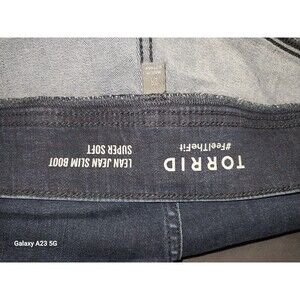 TORRID
#FeelTheFit
LEAN JEAN SLIM BOOT
SUPER SOFT
Galaxy A23 5G